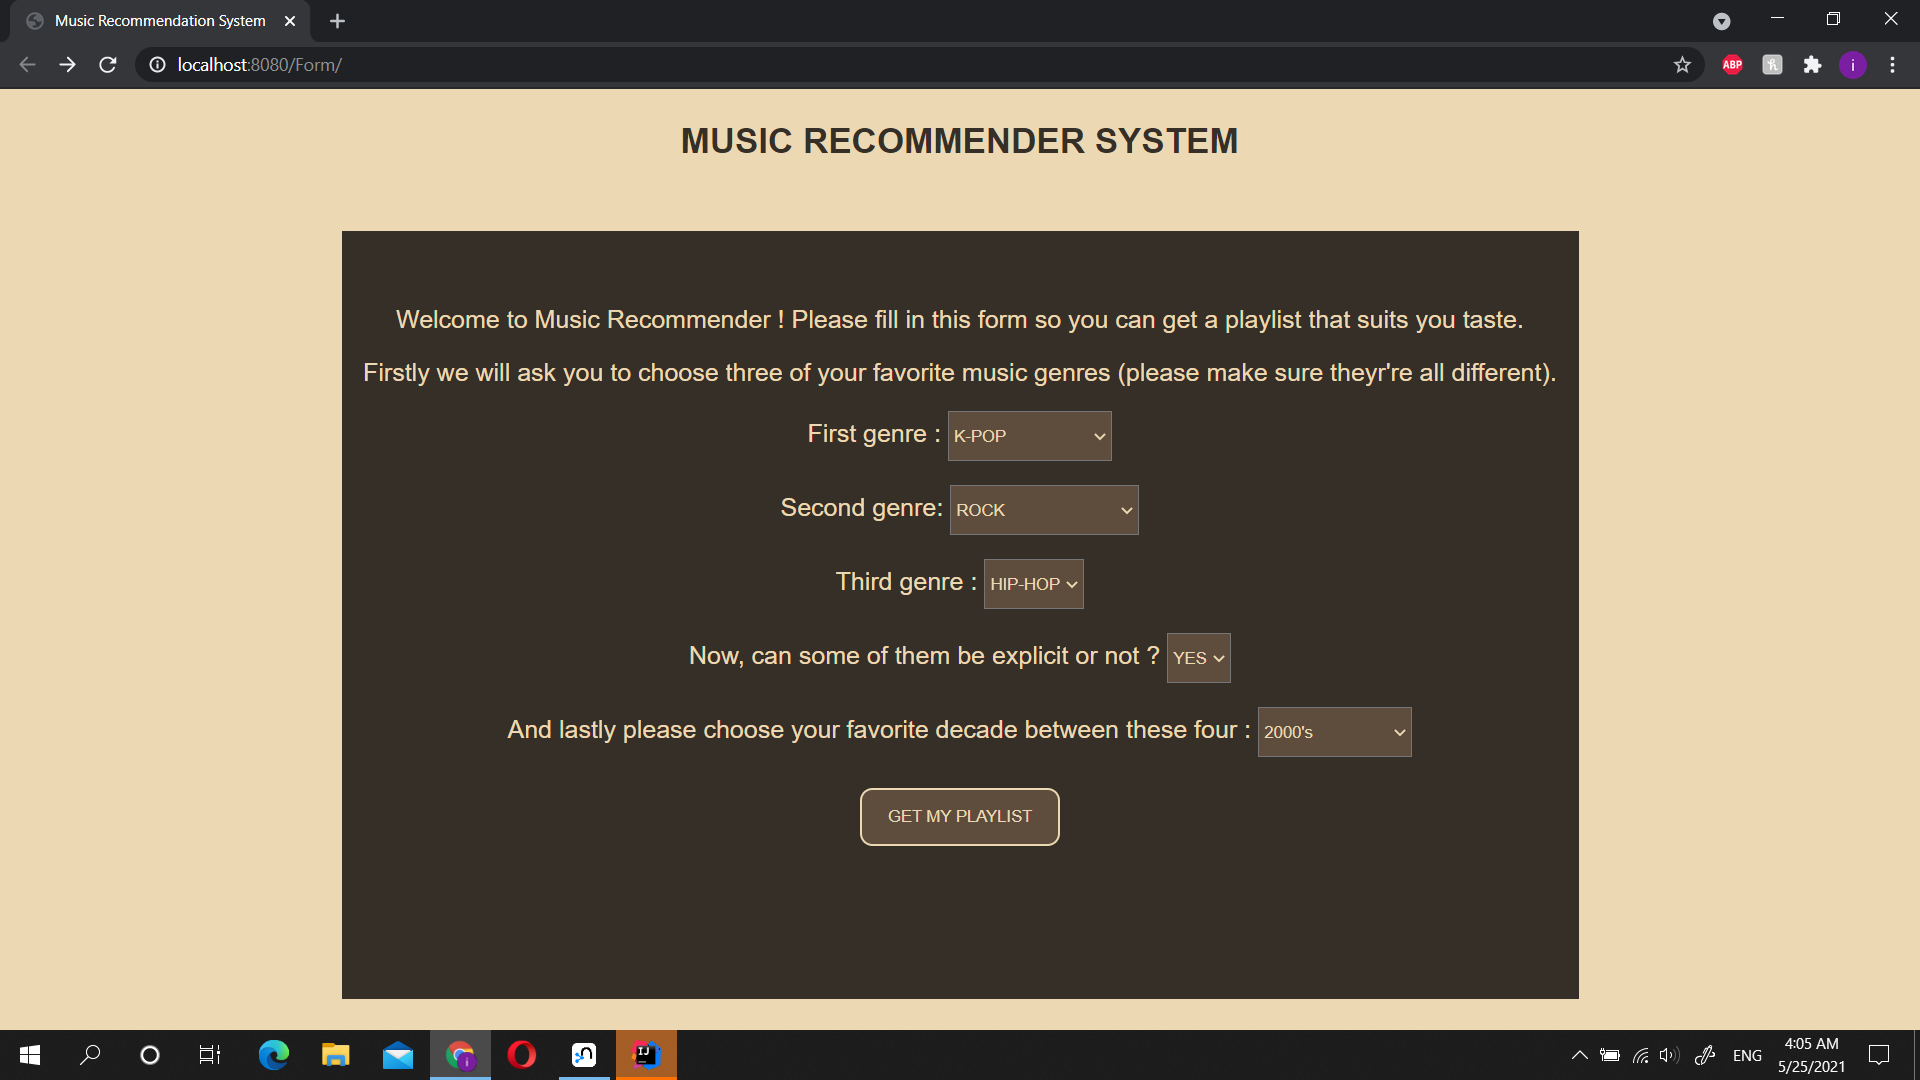 Music Recommendation System
localhost:8080/Form/
ABP
i
MUSIC RECOMMENDER SYSTEM
Welcome to Music Recommender ! Please fill in this form so you can get a playlist that suits you taste.
Firstly we will ask you to choose three of your favorite music genres (please make sure theyr're all different).
First genre : K-POP
Second genre: ROCK
Third genre : HIP-HOP
Now, can some of them be explicit or not ? YES
And lastly please choose your favorite decade between these four : 2000's
GET MY PLAYLIST
i
IJ
ENG
4:05 AM
5/25/2021